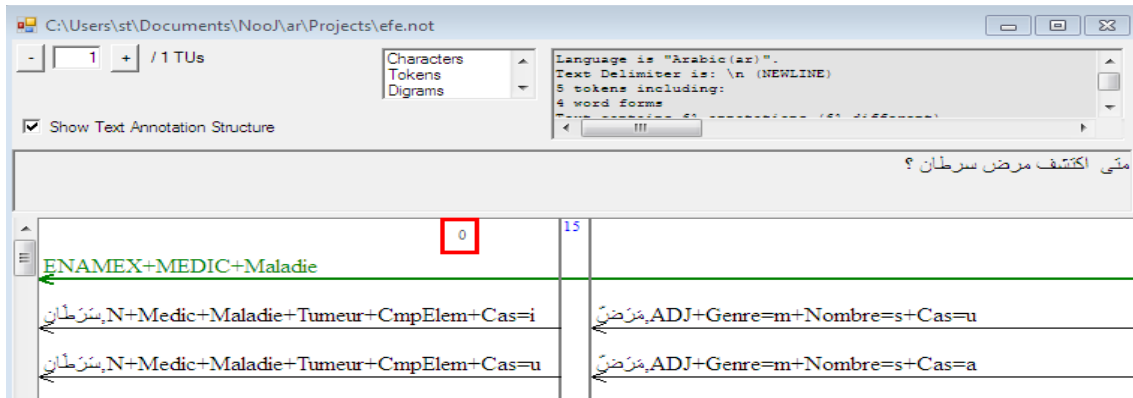 C:\Users\st\Documents\NooJ\ar\Projects\efe.not
- 1 + / 1 TUs
Characters
Tokens
Digrams
Language is "Arabic(ar)".
Text Delimiter is: \n (NEWLINE)
5 tokens including:
4 word forms
Show Text Annotation Structure
متى اكتشف مرض سرطان ؟
0 15
ENAMEX+MEDIC+Maladie
سَرَطَانِ,N+Medic+Maladie+Tumeur+CmpElem+Cas=i مَرَضٌ,ADJ+Genre=m+Nombre=s+Cas=u
سَرَطَانِ,N+Medic+Maladie+Tumeur+CmpElem+Cas=u مَرَضٌ,ADJ+Genre=m+Nombre=s+Cas=a